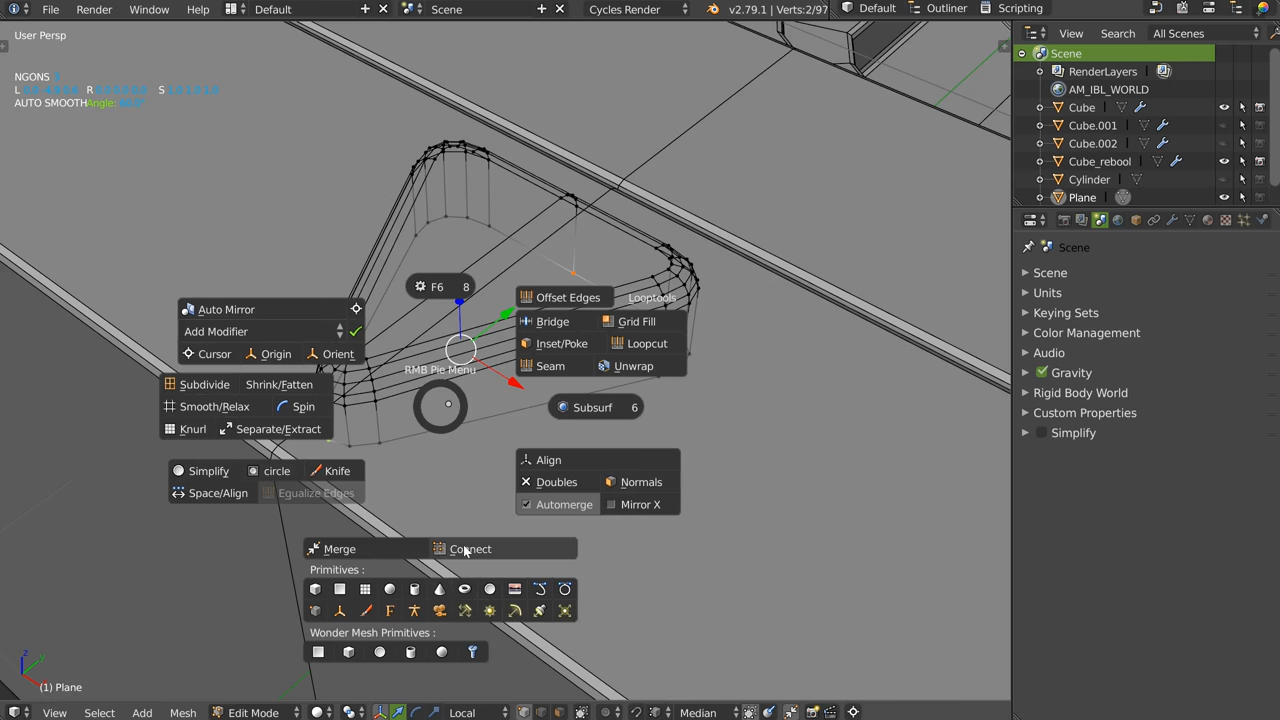 File Render Window Help Default Scene Cycles Render v2.79.1 | Verts:2/97 Default Outliner Scripting
User Persp
View Search All Scenes
Scene
NGONS
RenderLayers
AUTO SMOOTH Angle:
AM_IBL_WORLD
Cube
Cube.001
Cube.002
Cube_rebool
Cylinder
Plane
Scene
Scene
Units
Keying Sets
Color Management
Audio
Gravity
Rigid Body World
Custom Properties
Simplify
F6 8
Offset Edges Looptools
Auto Mirror
Bridge Grid Fill
Add Modifier
Inset/Poke Loopcut
Cursor Origin Orient
Seam Unwrap
RMB Pie Menu
Subdivide Shrink/Fatten
Smooth/Relax Spin
Subsurf 6
Knurl Separate/Extract
Align
Simplify circle Knife
Doubles Normals
Space/Align Equalize Edges
Automerge Mirror X
Merge Connect
Primitives :
Wonder Mesh Primitives :
(1) Plane
View Select Add Mesh Edit Mode Local Median